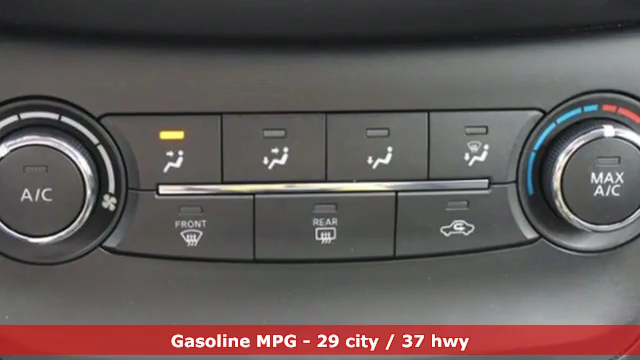 A/C
MAX
A/C
FRONT
REAR
Gasoline MPG - 29 city / 37 hwy